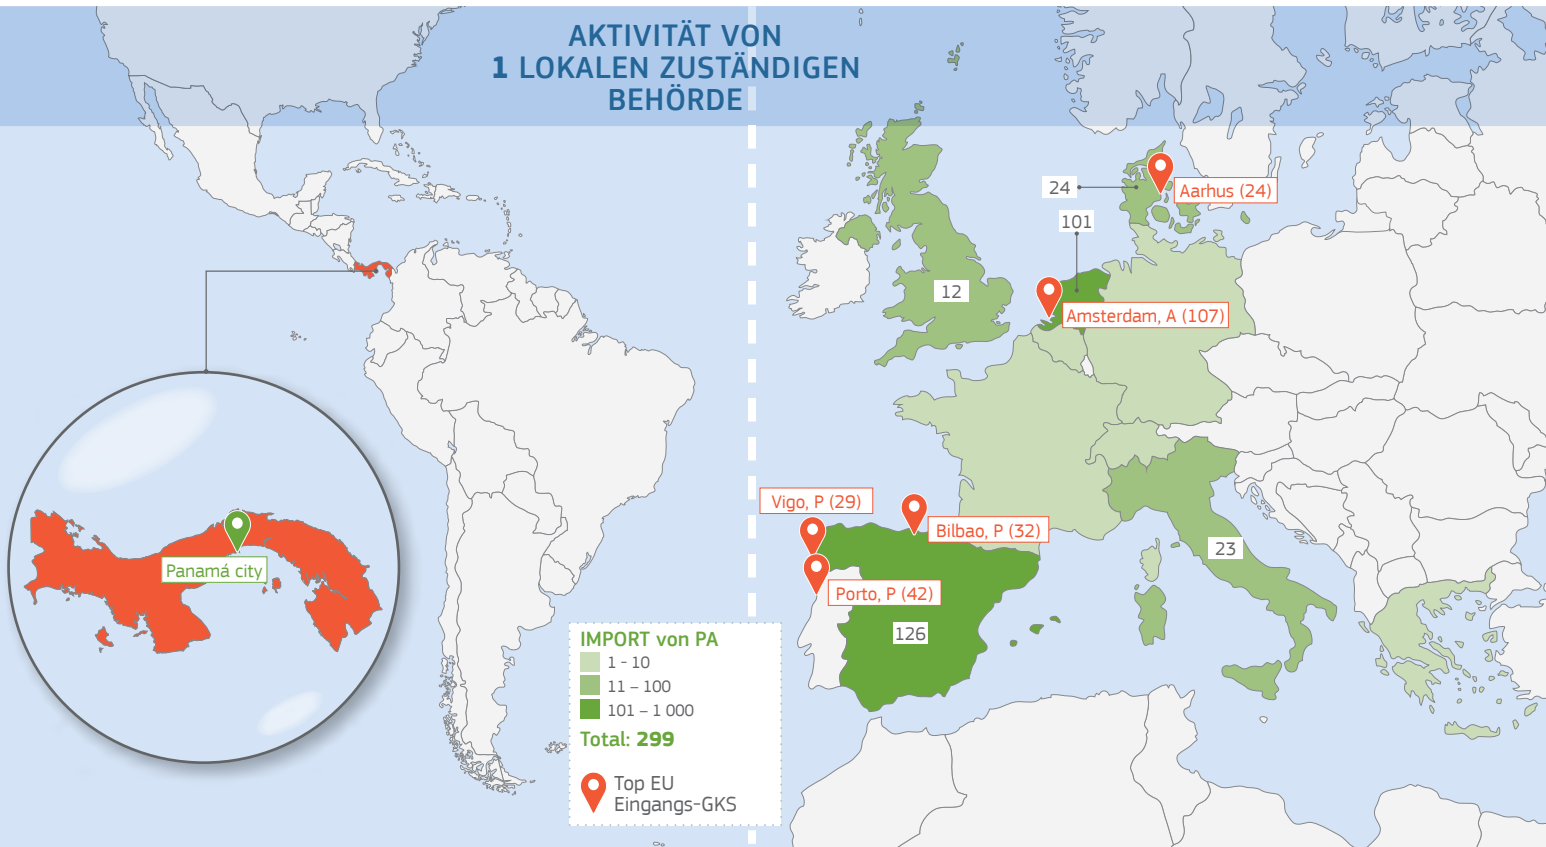 AKTIVITÄT VON
1 LOKALEN ZUSTÄNDIGEN
BEHÖRDE
24
Aarhus (24)
101
12
Amsterdam, A (107)
Vigo, P (29)
Bilbao, P (32)
23
Panamá city
Porto, P (42)
126
IMPORT von PA
1 - 10
11 – 100
101 – 1 000
Total: 299
Top EU
Eingangs-GKS